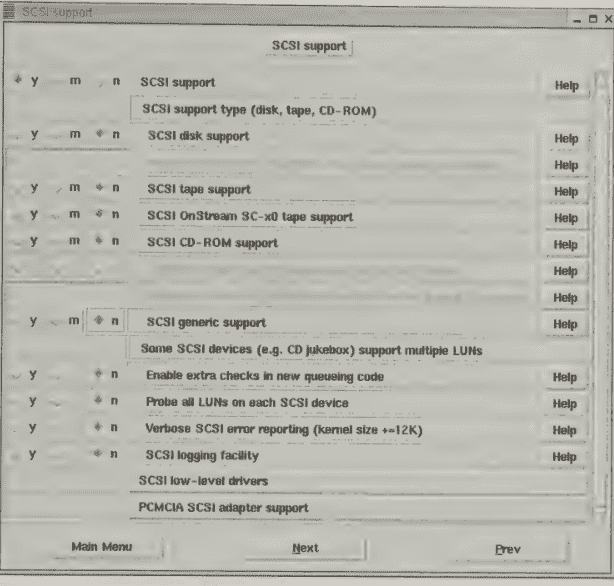 SCSI support
SCSI support
y m n SCSI support Help
SCSI support type (disk, tape, CD-ROM)
y m n SCSI disk support Help
Help
y m n SCSI tape support Help
y m n SCSI OnStream SC-x0 tape support Help
y m n SCSI CD-ROM support Help
Help
Help
y m n SCSI generic support Help
Some SCSI devices (e.g. CD jukebox) support multiple LUNs
y n Enable extra checks in new queueing code Help
y n Probe all LUNs on each SCSI device Help
y n Verbose SCSI error reporting (kernel size +=12K) Help
y n SCSI logging facility Help
SCSI low-level drivers
PCMCIA SCSI adapter support
Main Menu Next Prev